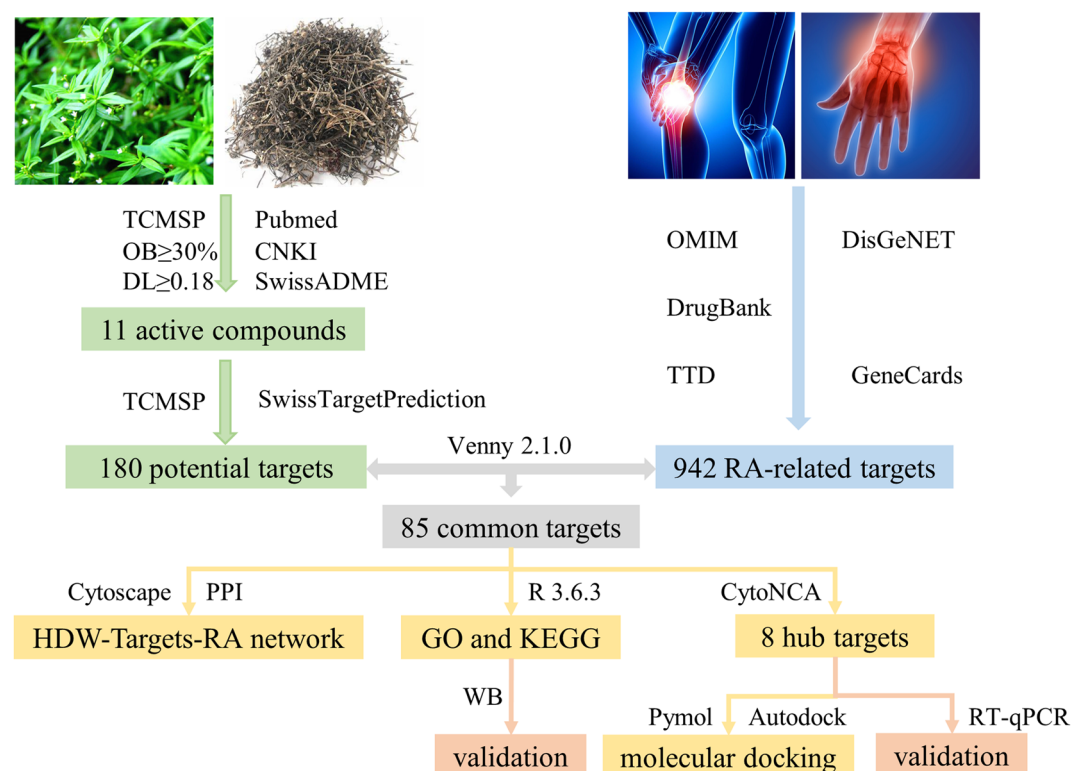 TCMSP Pubmed
OB≥30% CNKI
DL≥0.18 SwissADME
OMIM DisGeNET
DrugBank
TTD GeneCards
11 active compounds
TCMSP SwissTargetPrediction
180 potential targets
Venny 2.1.0
942 RA-related targets
85 common targets
Cytoscape PPI
R 3.6.3
CytoNCA
HDW-Targets-RA network
GO and KEGG
8 hub targets
WB
Pymol Autodock
RT-qPCR
validation
molecular docking
validation